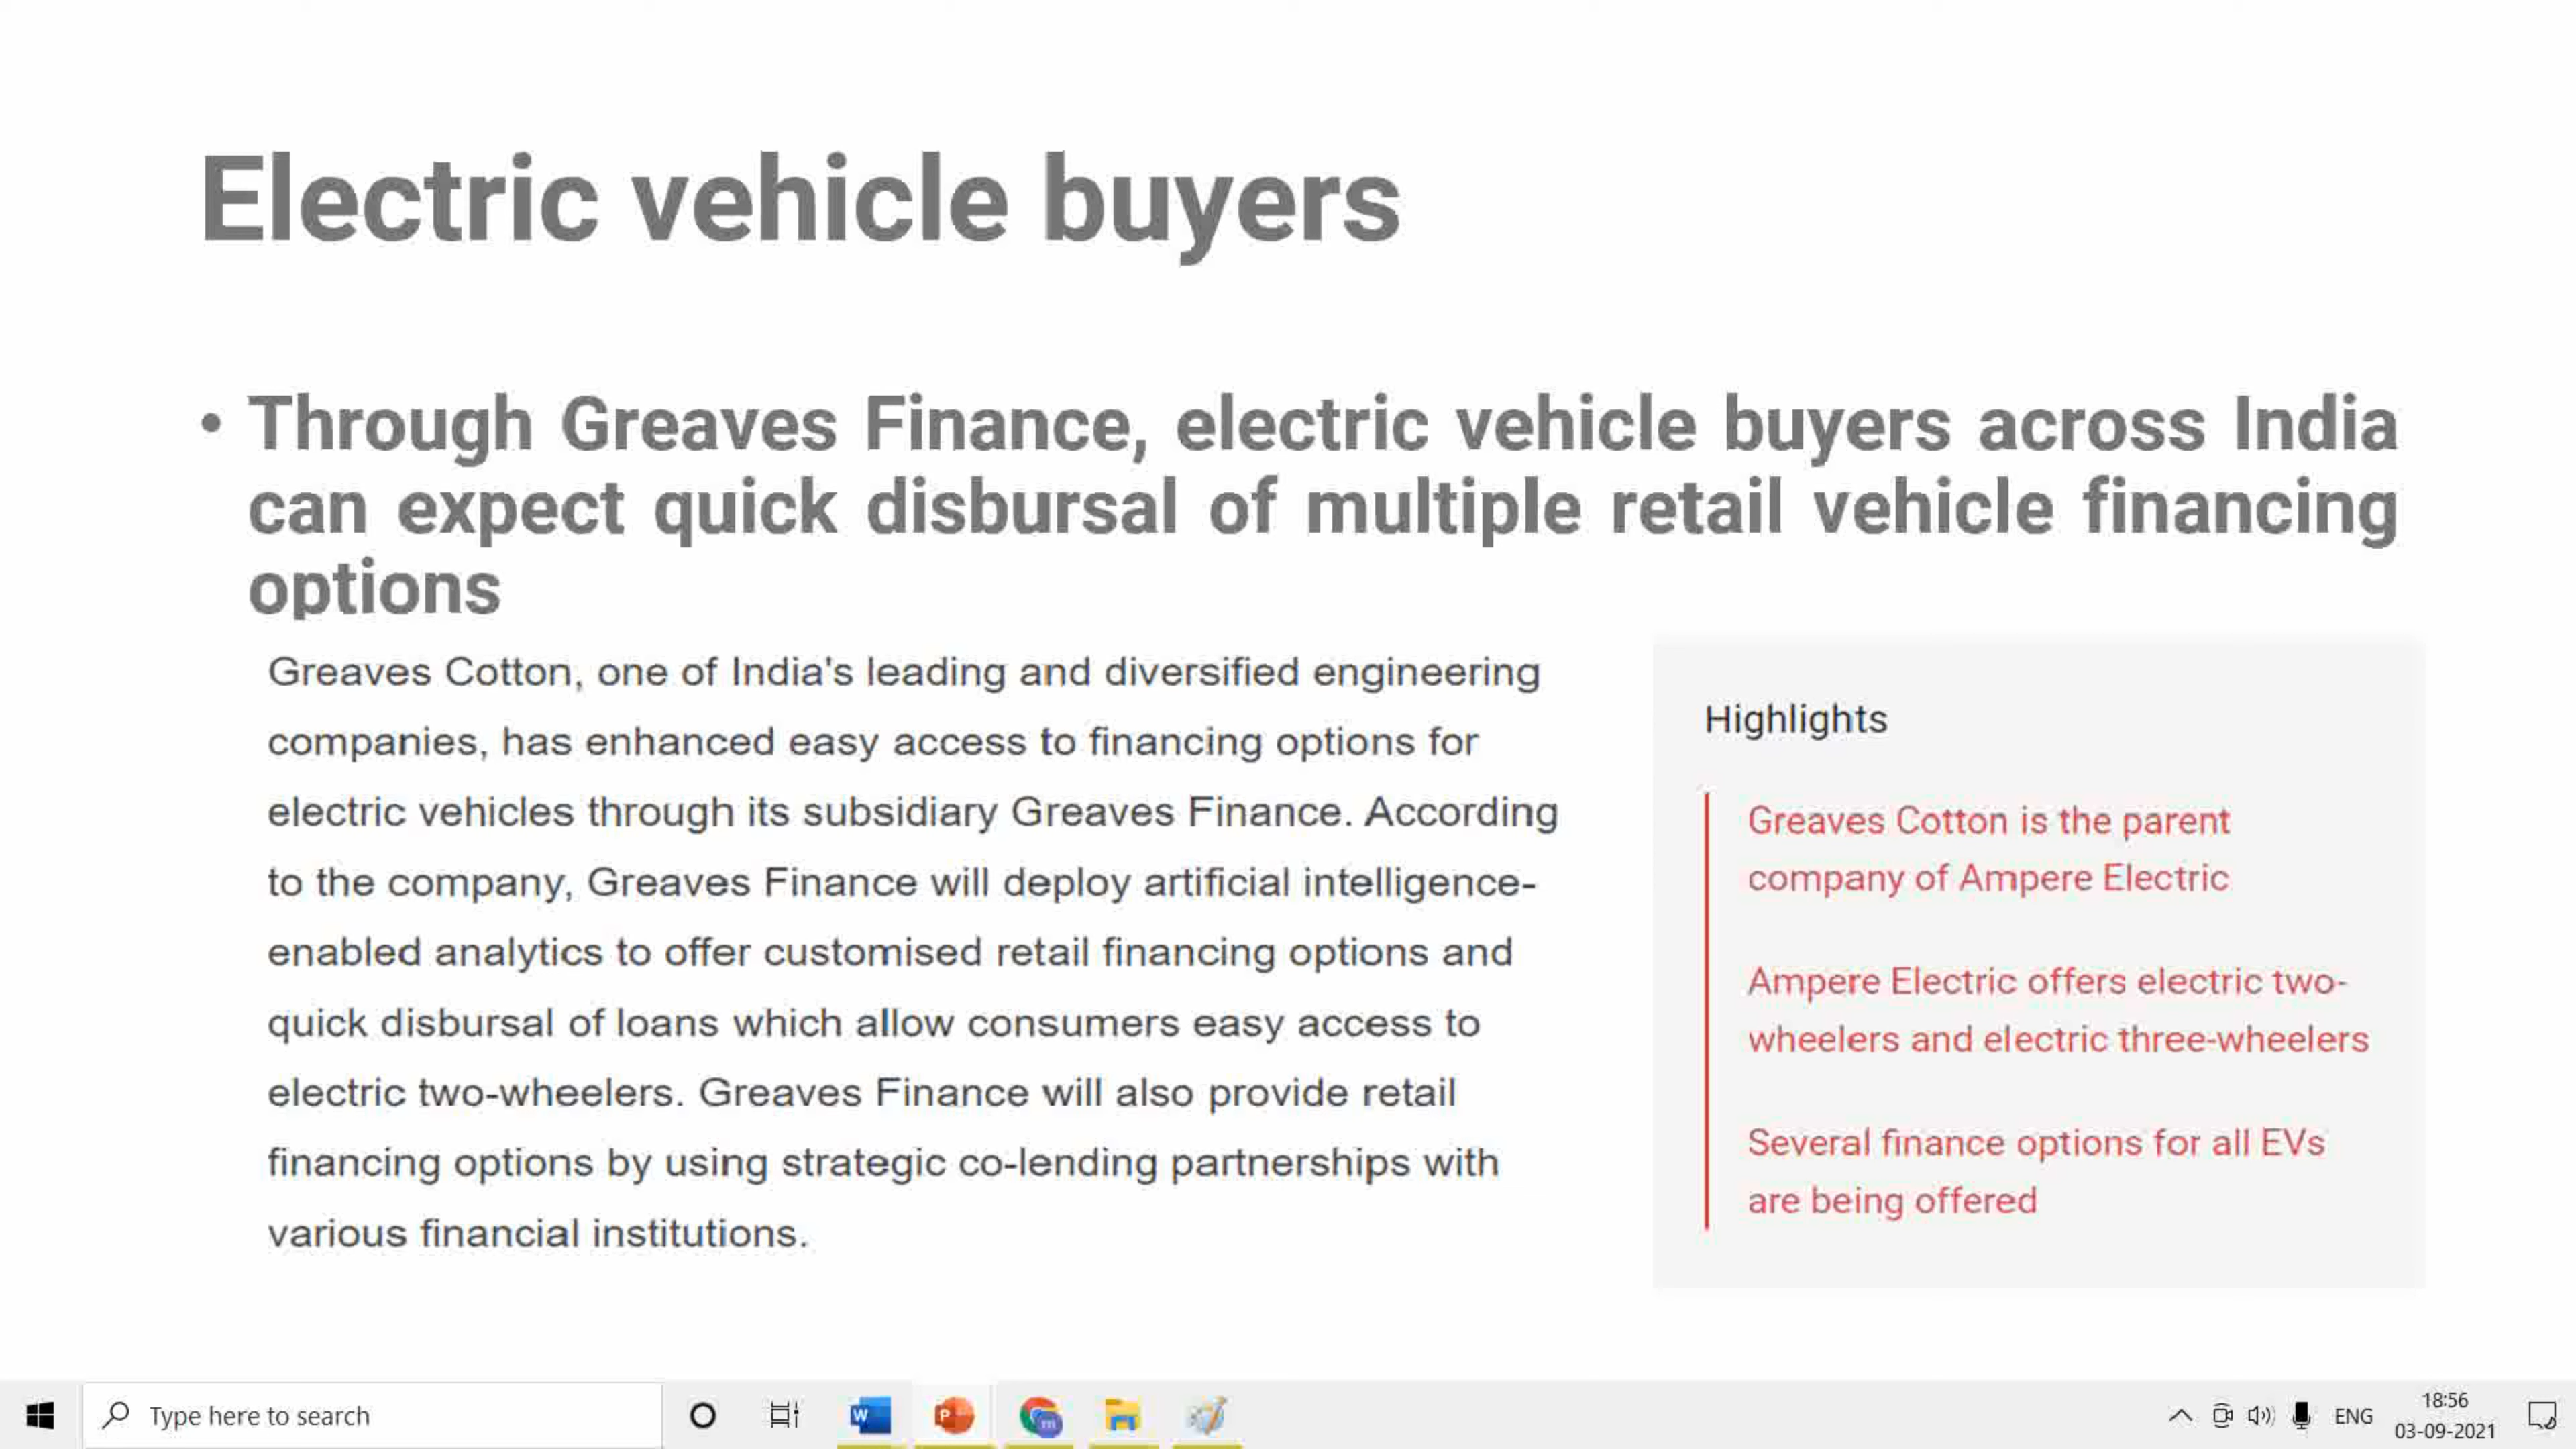 Electric vehicle buyers
• Through Greaves Finance, electric vehicle buyers across India
can expect quick disbursal of multiple retail vehicle financing
options
Greaves Cotton, one of India's leading and diversified engineering
companies, has enhanced easy access to financing options for
electric vehicles through its subsidiary Greaves Finance. According
to the company, Greaves Finance will deploy artificial intelligence-
enabled analytics to offer customised retail financing options and
quick disbursal of loans which allow consumers easy access to
electric two-wheelers. Greaves Finance will also provide retail
financing options by using strategic co-lending partnerships with
various financial institutions.
Highlights
Greaves Cotton is the parent
company of Ampere Electric
Ampere Electric offers electric two-
wheelers and electric three-wheelers
Several finance options for all EVs
are being offered
Type here to search
W
P
m
ENG
18:56
03-09-2021